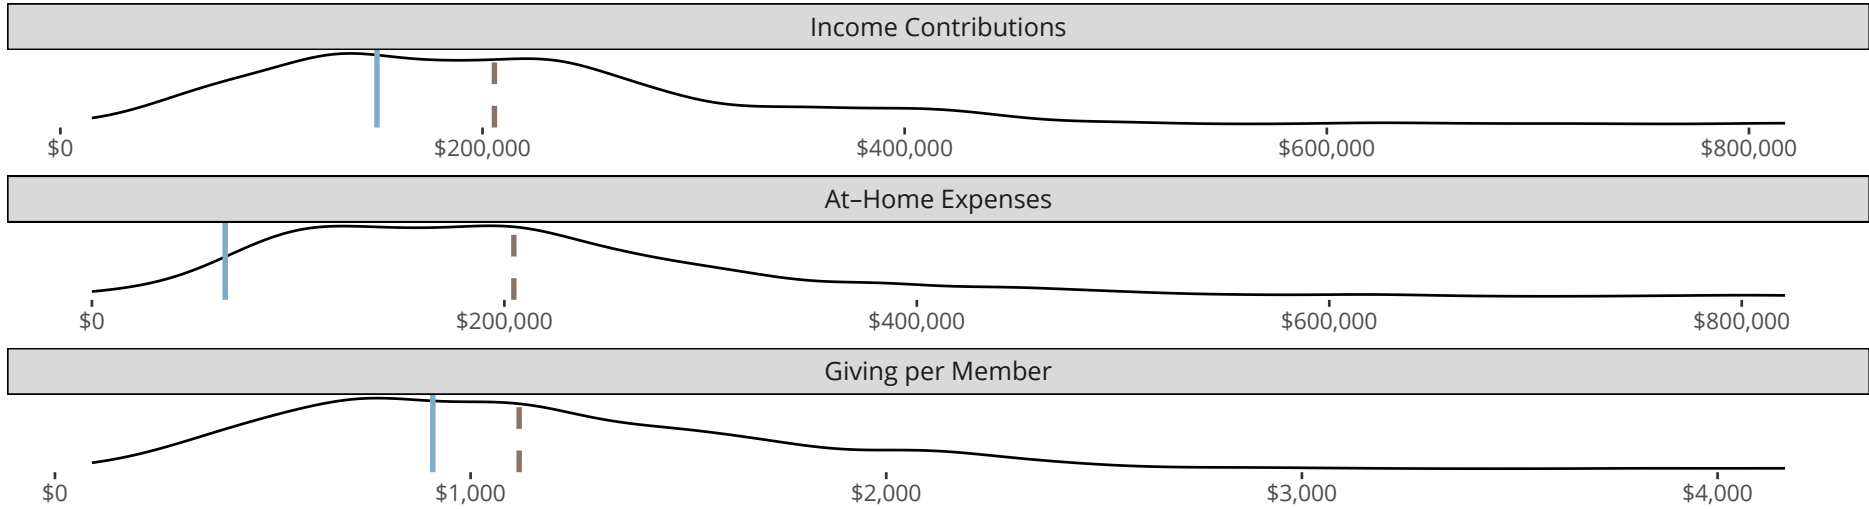 Income Contributions
$0 $200,000 $400,000 $600,000 $800,000
At–Home Expenses
$0 $200,000 $400,000 $600,000 $800,000
Giving per Member
$0 $1,000 $2,000 $3,000 $4,000